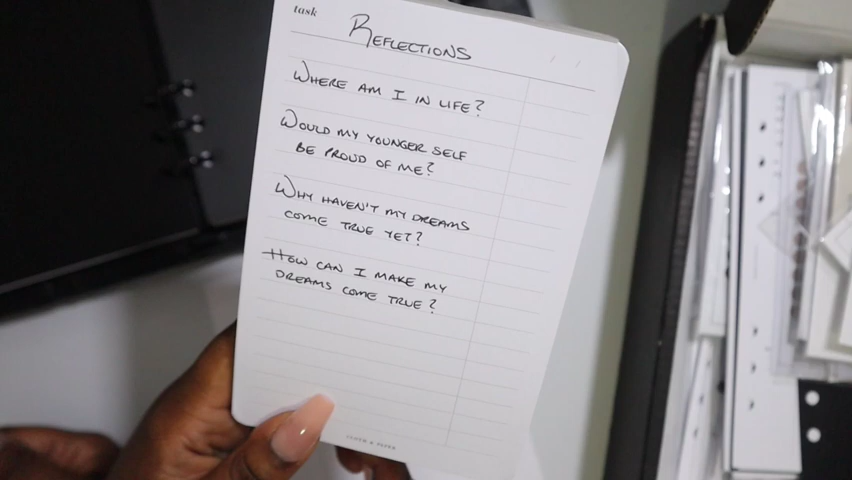 task
REFLECTIONS
WHERE AM I IN LIFE?
WOULD MY YOUNGER SELF
BE PROUD OF ME?
WHY HAVEN'T MY DREAMS
COME TRUE YET?
HOW CAN I MAKE MY
DREAMS COME TRUE?